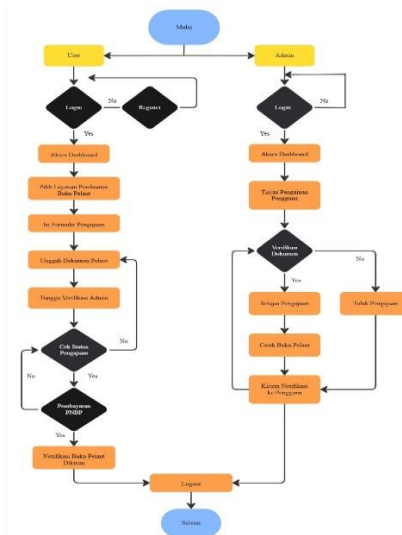 Mulai
User
Admin
Login
No
Register
Login
No
Yes
Yes
Akses Dashboard
Akses Dashboard
Pilih Layanan Pembuatan
Buku Pelaut
Tinjau Pengajuan
Pengguna
Isi Formulir Pengajuan
Unggah Dokumen Pelaut
Verifikasi
Dokumen
No
Yes
Tunggu Verifikasi Admin
Setujui Pengajuan
Tolak Pengajuan
Cek Status
Pengajuan
No
Cetak Buku Pelaut
No
Yes
Kirim Notifikasi
ke Pengguna
Pembayaran
PNBP
Yes
Notifikasi Buku Pelaut
Dikirim
Logout
Selesai